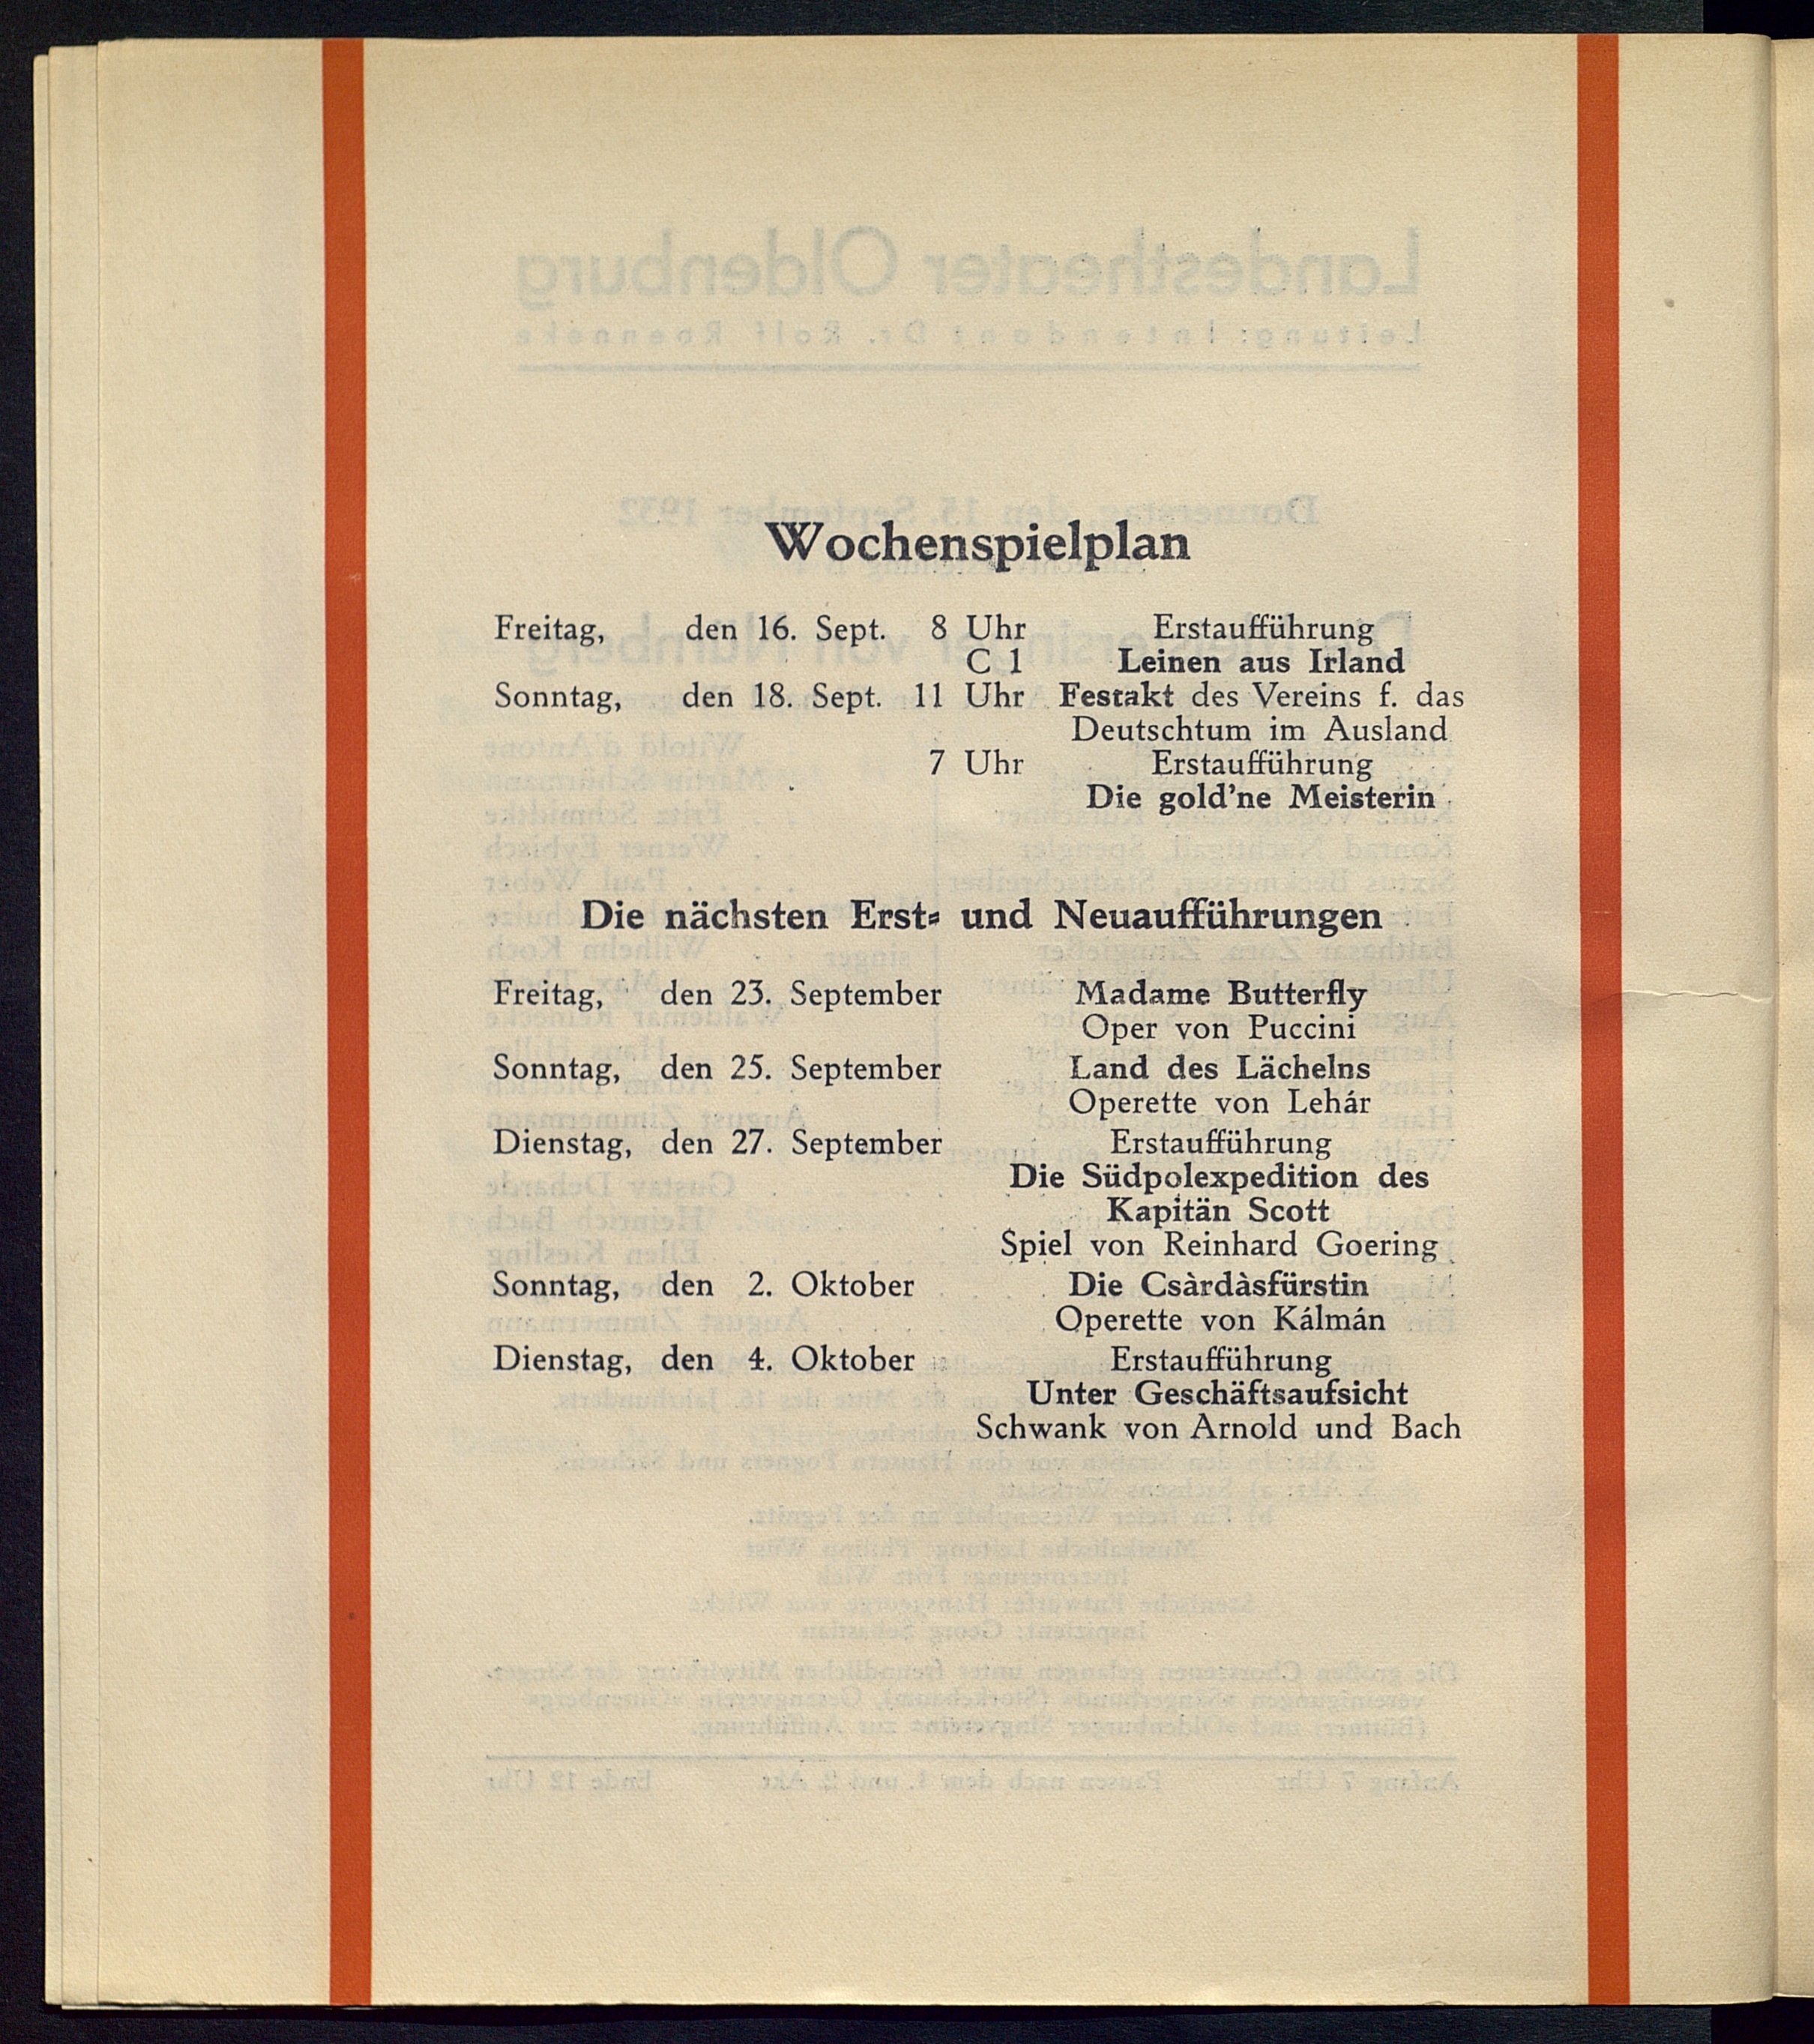 Wochenspielplan
Freitag, den 16. Sept. 8 Uhr Erstaufführung
C 1 Leinen aus Irland
Sonntag, den 18. Sept. 11 Uhr Festakt des Vereins f. das
Deutschtum im Ausland
7 Uhr Erstaufführung
Die gold'ne Meisterin
Die nächsten Erst- und Neuaufführungen
Freitag, den 23. September Madame Butterfly
Oper von Puccini
Sonntag, den 25. September Land des Lächelns
Operette von Lehár
Dienstag, den 27. September Erstaufführung
Die Südpolexpedition des
Kapitän Scott
Spiel von Reinhard Goering
Sonntag, den 2. Oktober Die Csàrdàsfürstin
Operette von Kálmán
Dienstag, den 4. Oktober Erstaufführung
Unter Geschäftsaufsicht
Schwank von Arnold und Bach